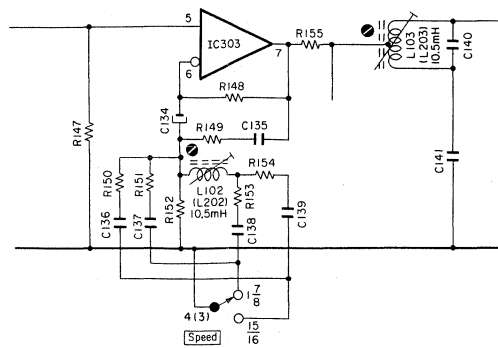 5
IC303
7
6
R155
L103
(L203)
10.5mH
C140
R148
C134
R147
R149
C135
C141
R150
R151
R152
L102
(L202)
10,5mH
R153
R154
C136
C137
C138
C139
1 7/8
4 (3)
15/16
Speed